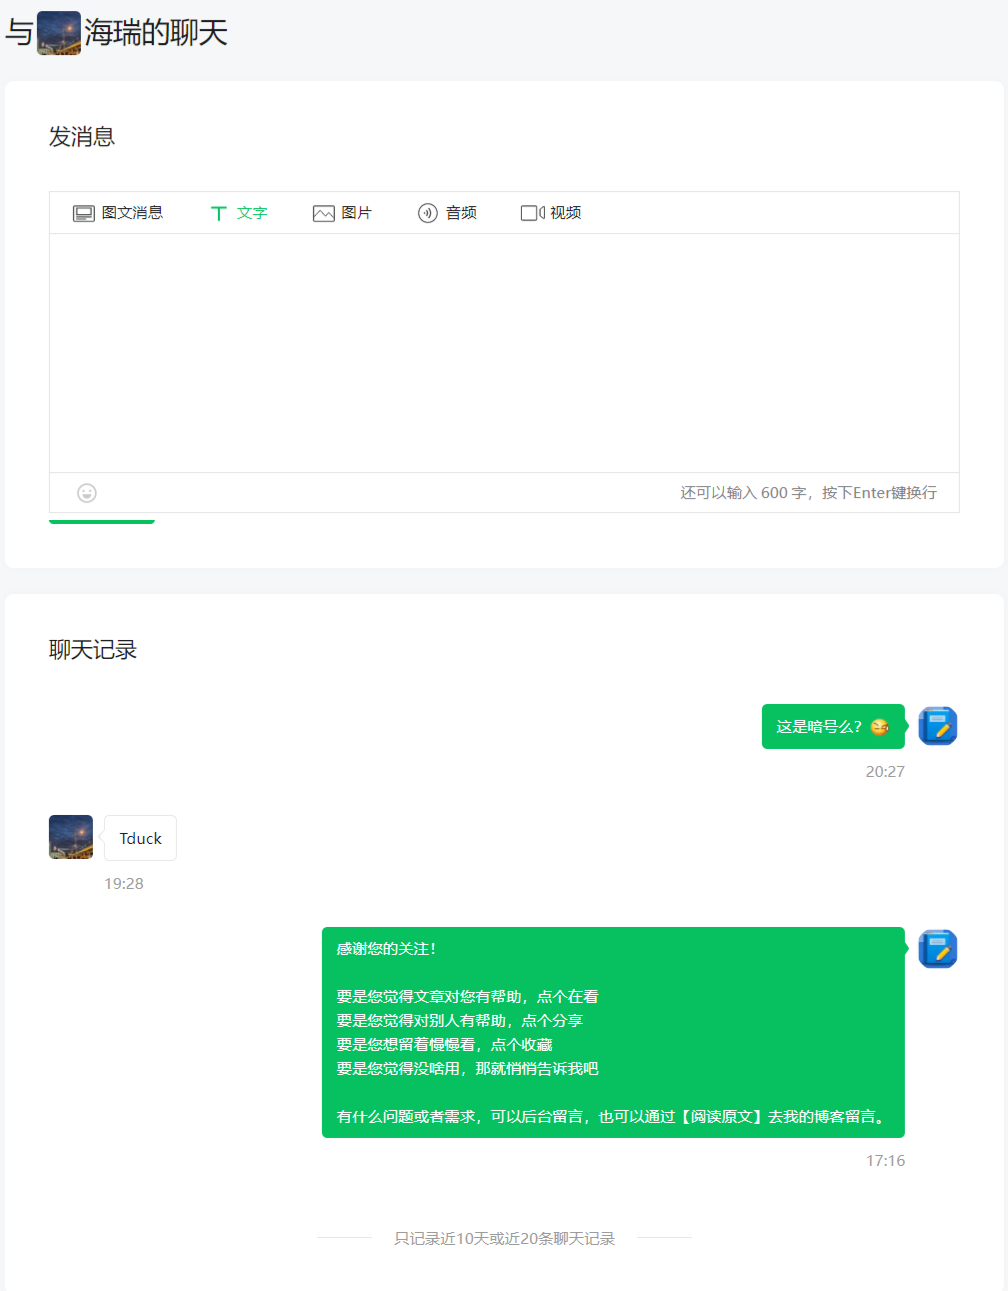 与海瑞的聊天
发消息
图文消息 文字 图片 音频 视频
还可以输入 600 字，按下Enter键换行
聊天记录
这是暗号么？
20:27
Tduck
19:28
感谢您的关注！
要是您觉得文章对您有帮助，点个在看
要是您觉得对别人有帮助，点个分享
要是您想留着慢慢看，点个收藏
要是您觉得没啥用，那就悄悄告诉我吧
有什么问题或者需求，可以后台留言，也可以通过【阅读原文】去我的博客留言。
17:16
只记录近10天或近20条聊天记录